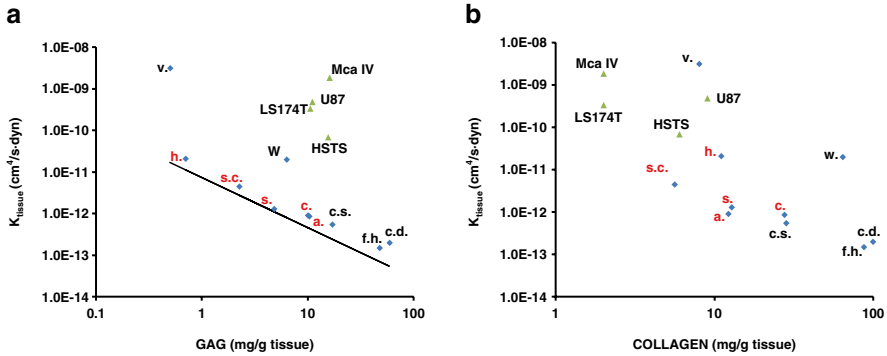 a
K tissue (cm4/s·dyn)
1.0E-08
1.0E-09
1.0E-10
1.0E-11
1.0E-12
1.0E-13
1.0E-14
v.
Mca IV
U87
LS174T
HSTS
W
h.
s.c.
s.
c.
a.
c.s.
f.h.
c.d.
0.1
1
10
100
GAG (mg/g tissue)
b
K tissue (cm4/s·dyn)
1.0E-08
1.0E-09
1.0E-10
1.0E-11
1.0E-12
1.0E-13
1.0E-14
v.
Mca IV
U87
LS174T
HSTS
h.
w.
s.c.
s.
a.
c.
c.s.
c.d.
f.h.
1
10
100
COLLAGEN (mg/g tissue)